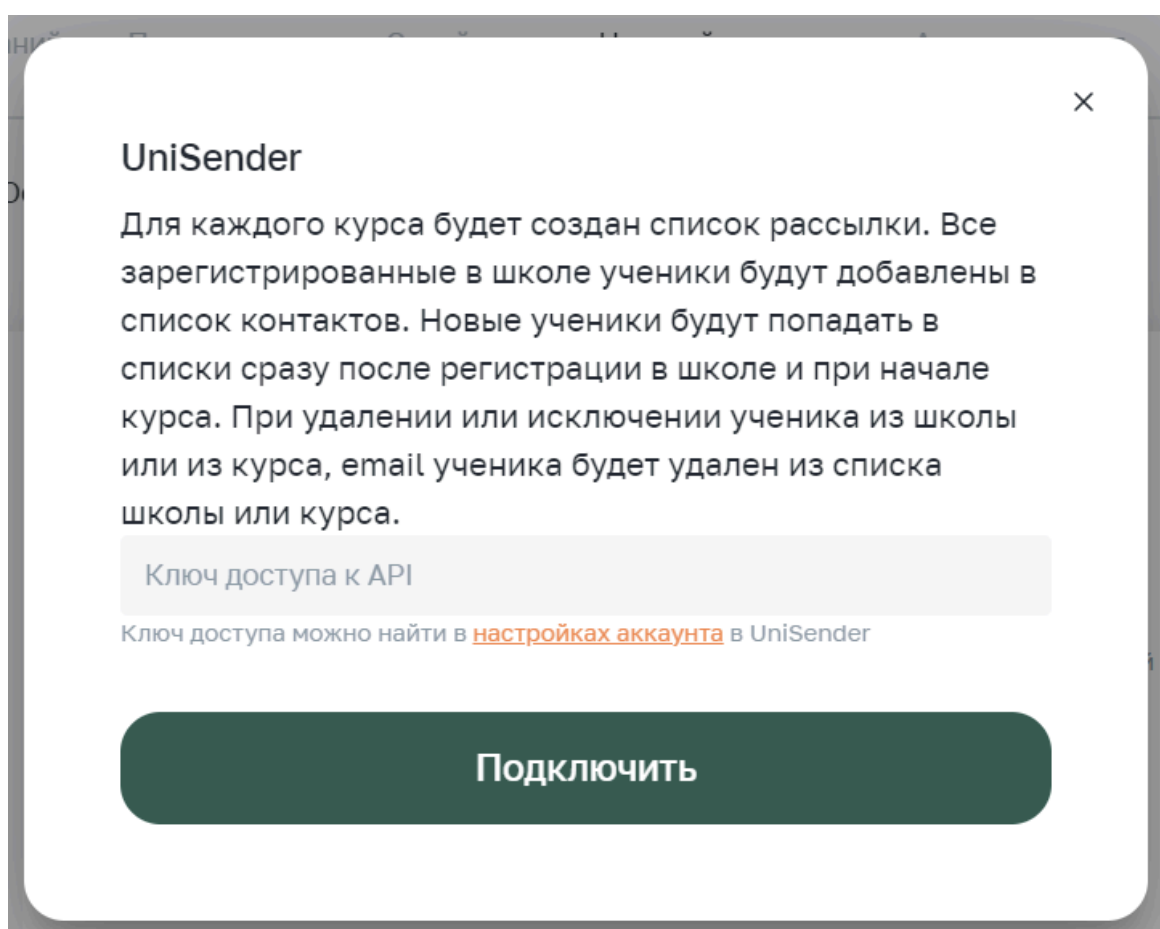 UniSender
Для каждого курса будет создан список рассылки. Все
зарегистрированные в школе ученики будут добавлены в
список контактов. Новые ученики будут попадать в
списки сразу после регистрации в школе и при начале
курса. При удалении или исключении ученика из школы
или из курса, email ученика будет удален из списка
школы или курса.
Ключ доступа к API
Ключ доступа можно найти в настройках аккаунта в UniSender
Подключить